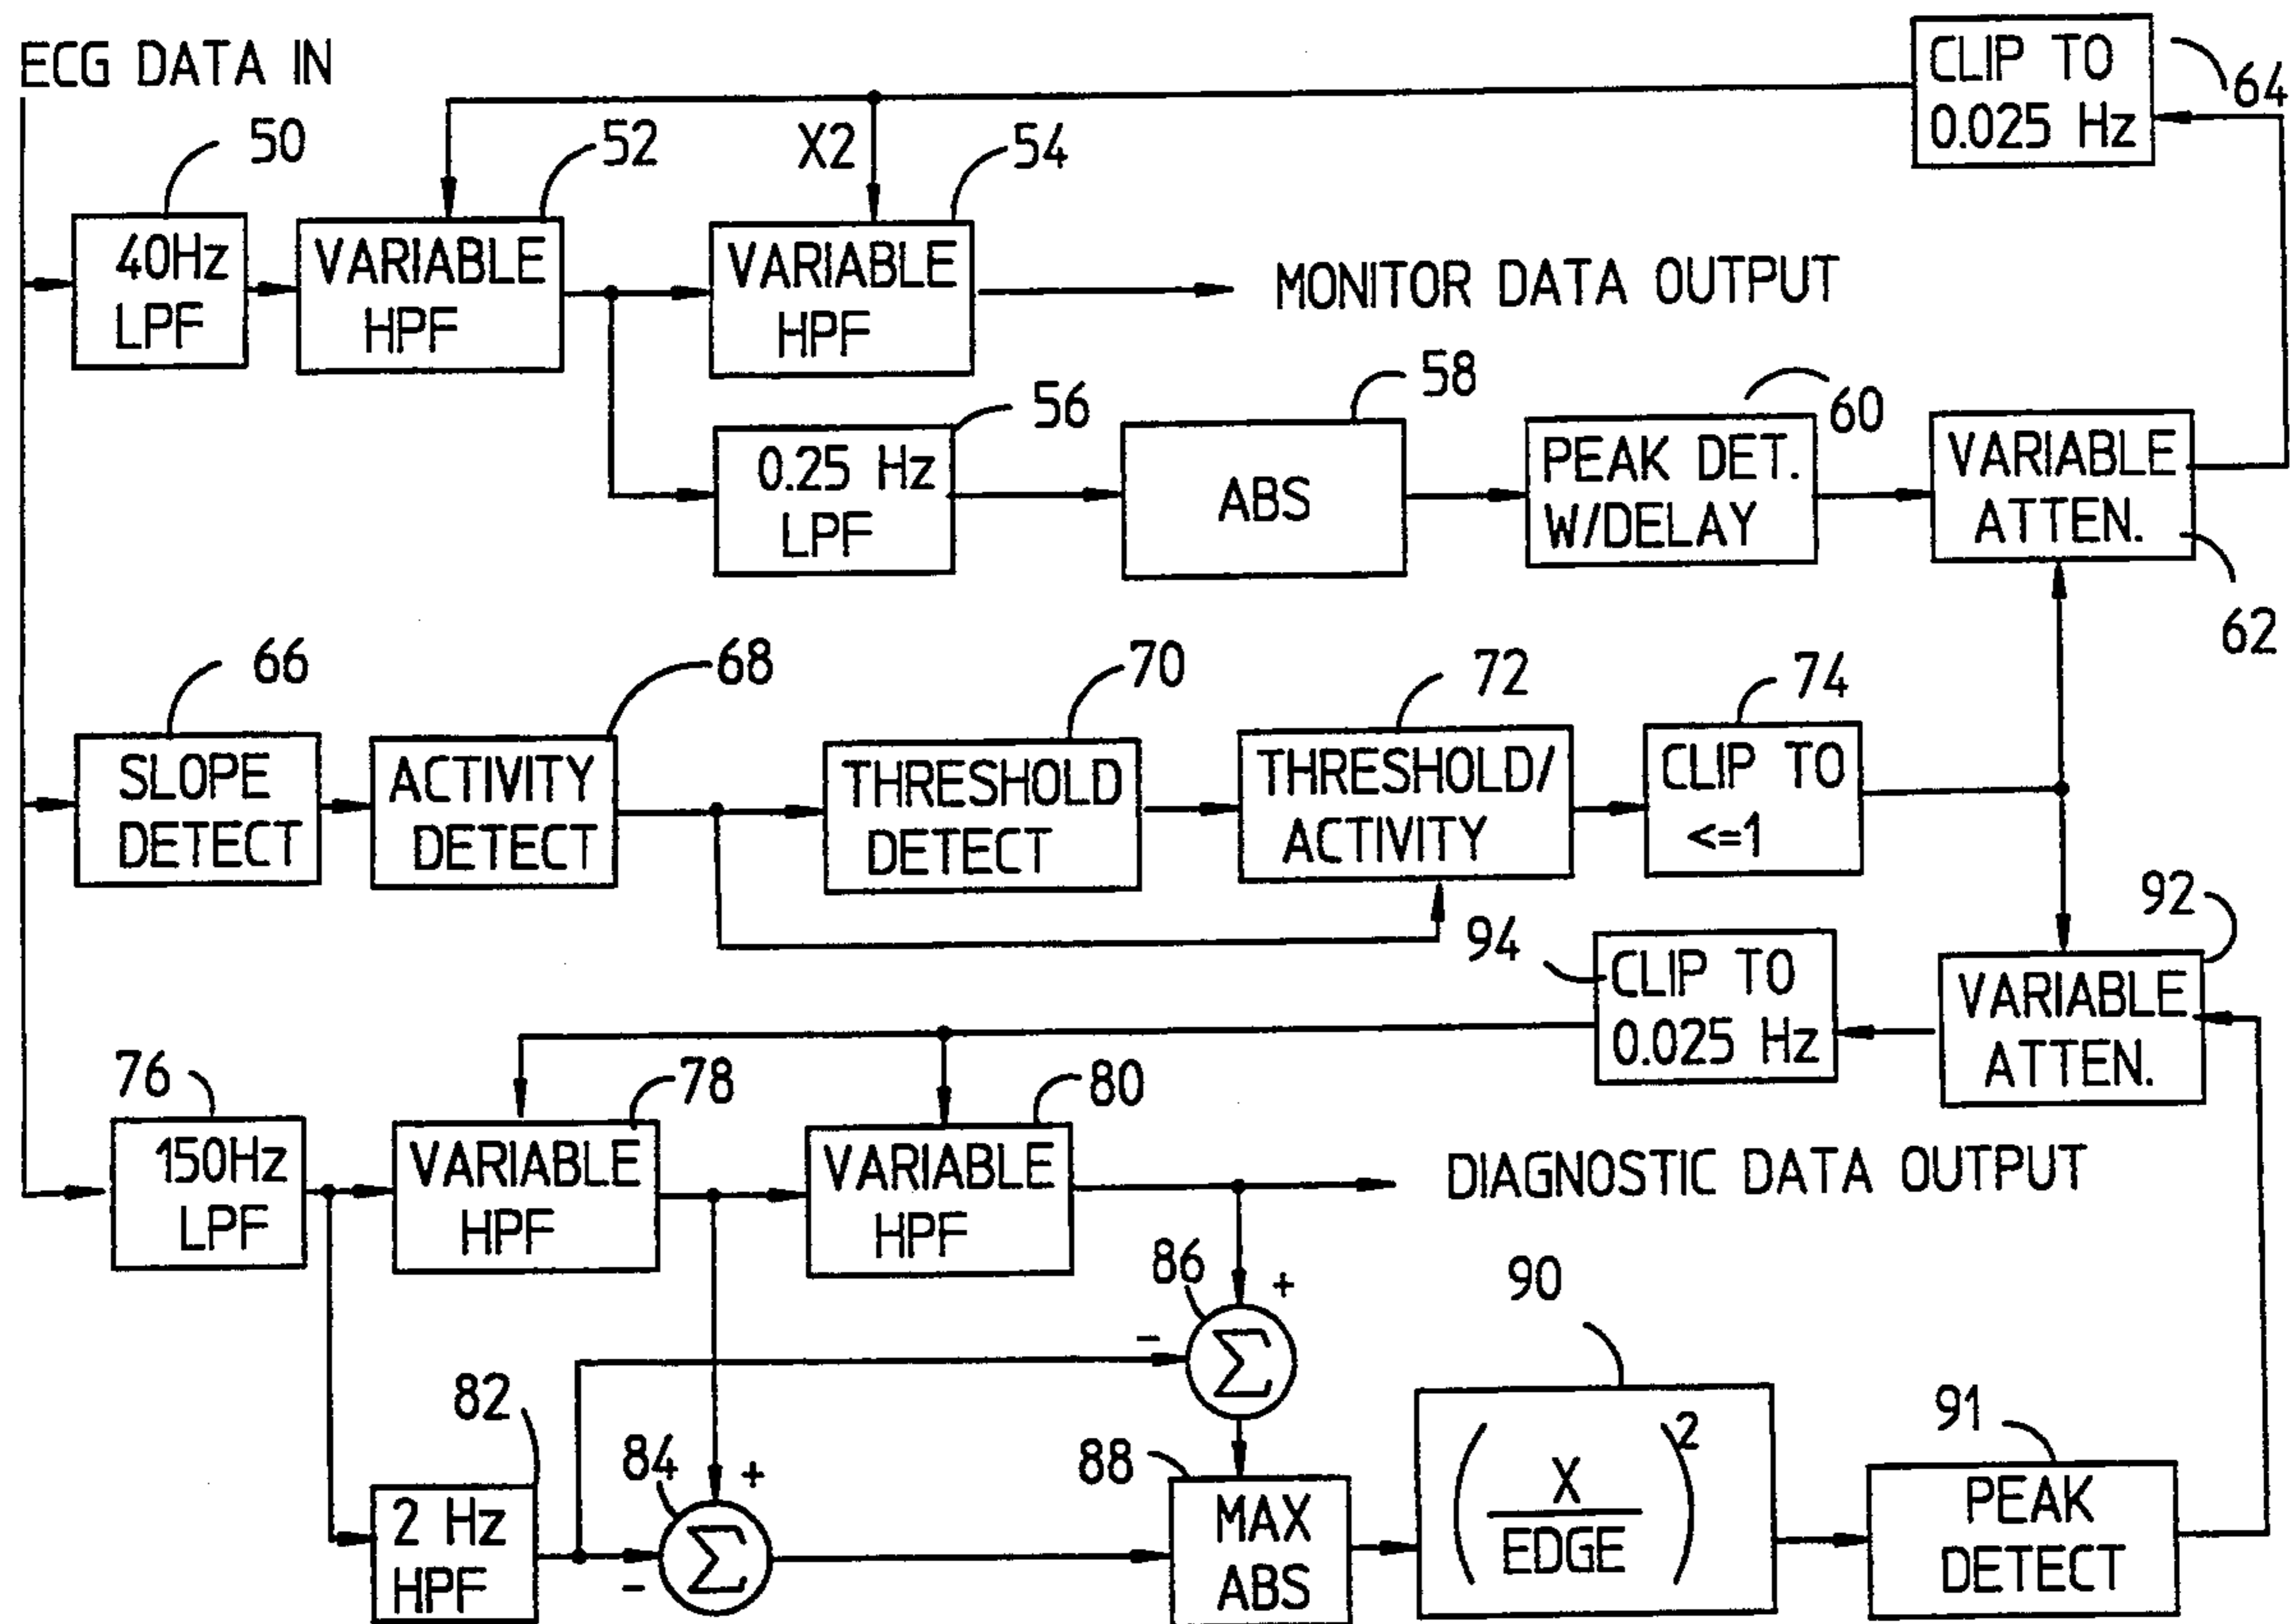 ECG DATA IN
CLIP TO
0.025 Hz
64
50
52
X2
54
40Hz
LPF
VARIABLE
HPF
VARIABLE
HPF
MONITOR DATA OUTPUT
56
58
60
0.25 Hz
LPF
ABS
PEAK DET.
W/DELAY
VARIABLE
ATTEN.
62
66
68
70
72
74
SLOPE
DETECT
ACTIVITY
DETECT
THRESHOLD
DETECT
THRESHOLD/
ACTIVITY
CLIP TO
<=1
92
94
CLIP TO
0.025 Hz
VARIABLE
ATTEN.
76
78
80
150Hz
LPF
VARIABLE
HPF
VARIABLE
HPF
DIAGNOSTIC DATA OUTPUT
86
+
-
Σ
90
82
84
+
-
Σ
88
91
2 Hz
HPF
MAX
ABS
( X / EDGE )2
PEAK
DETECT